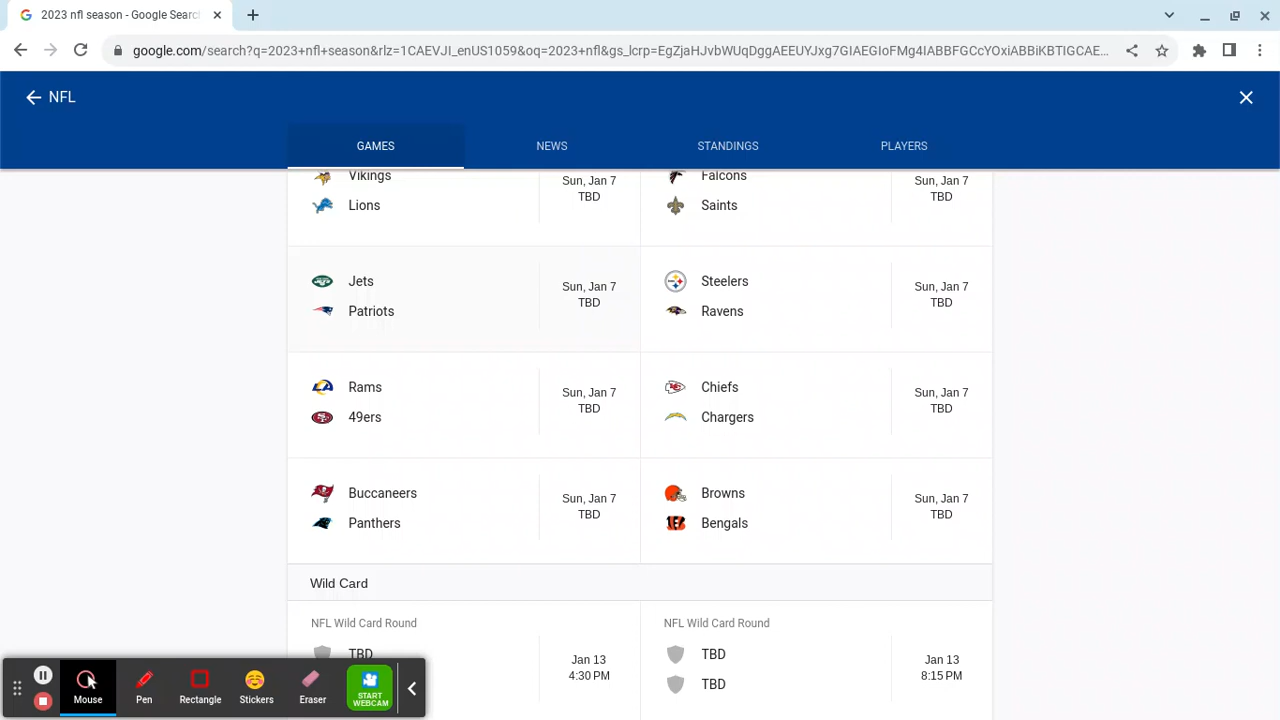 2023 nfl season - Google Searc
google.com/search?q=2023+nfl+season&rlz=1CAEVJI_enUS1059&oq=2023+nfl&gs_lcrp=EgZjaHJvbWUqDggAEEUYJxg7GIAEGIoFMg4IABBFGCcYOxiABBiKBTIGCAE...
NFL
GAMES NEWS STANDINGS PLAYERS
Vikings
Lions
Sun, Jan 7
TBD
Falcons
Saints
Sun, Jan 7
TBD
Jets
Patriots
Sun, Jan 7
TBD
Steelers
Ravens
Sun, Jan 7
TBD
Rams
49ers
Sun, Jan 7
TBD
Chiefs
Chargers
Sun, Jan 7
TBD
Buccaneers
Panthers
Sun, Jan 7
TBD
Browns
Bengals
Sun, Jan 7
TBD
Wild Card
NFL Wild Card Round
TBD
Jan 13
4:30 PM
NFL Wild Card Round
TBD
TBD
Jan 13
8:15 PM
Mouse
Pen
Rectangle
Stickers
Eraser
START
WEBCAM